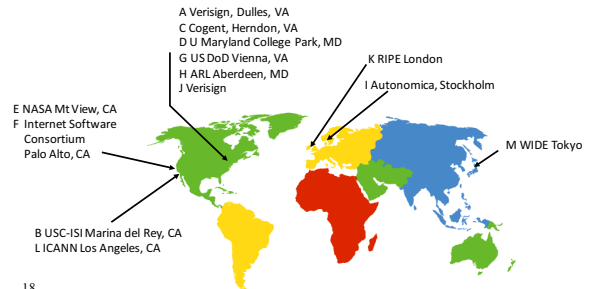 A Verisign, Dulles, VA
C Cogent, Herndon, VA
D U Maryland College Park, MD
G US DoD Vienna, VA
H ARL Aberdeen, MD
J Verisign
K RIPE London
I Autonomica, Stockholm
E NASA Mt View, CA
F Internet Software
Consortium
Palo Alto, CA
M WIDE Tokyo
B USC-ISI Marina del Rey, CA
L ICANN Los Angeles, CA
18